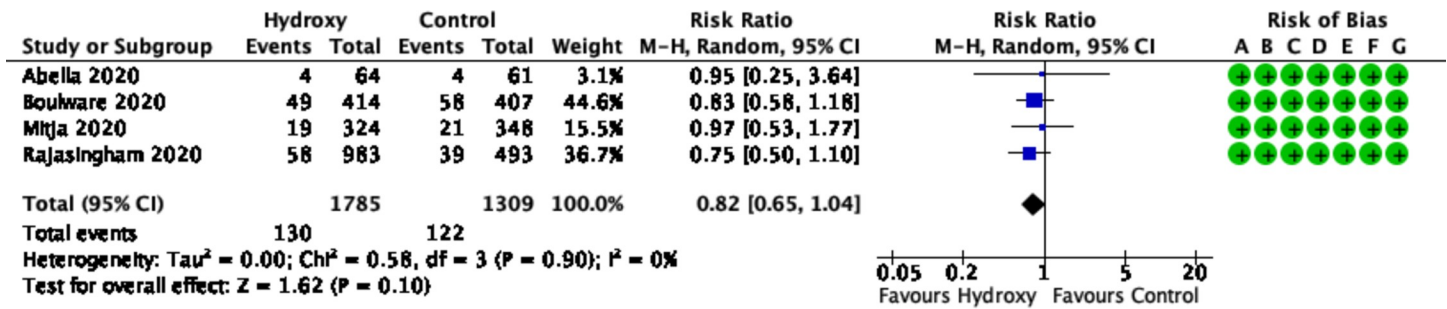 Hydroxy Control Risk Ratio Risk Ratio Risk of Bias
Study or Subgroup Events Total Events Total Weight M-H, Random, 95% CI M-H, Random, 95% CI A B C D E F G
Abella 2020 4 64 4 61 3.1% 0.95 [0.25, 3.64] + + + + + + +
Boulware 2020 49 414 58 407 44.6% 0.83 [0.58, 1.18] + + + + + + +
Mitja 2020 19 324 21 348 15.5% 0.97 [0.53, 1.77] + + + + + + +
Rajasingham 2020 58 983 39 493 36.7% 0.75 [0.50, 1.10] + + + + + + +
Total (95% CI) 1785 1309 100.0% 0.82 [0.65, 1.04]
Total events 130 122
Heterogeneity: Tau² = 0.00; Chi² = 0.58, df = 3 (P = 0.90); I² = 0%
Test for overall effect: Z = 1.62 (P = 0.10)
0.05 0.2 1 5 20
Favours Hydroxy Favours Control